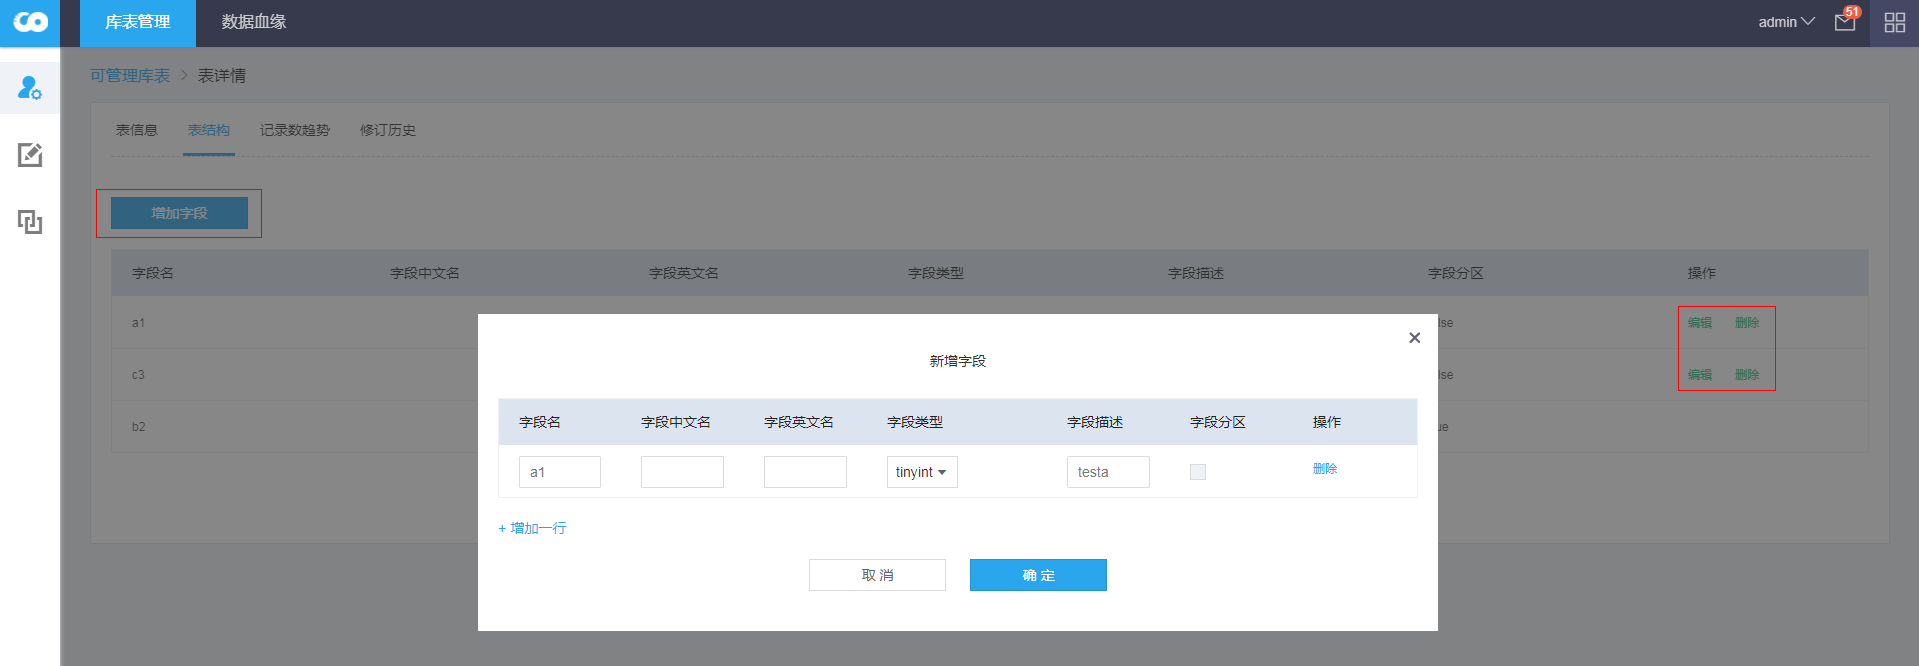 库表管理 数据血缘 admin 51
可管理库表 > 表详情
表信息 表结构 记录数趋势 修订历史
增加字段
字段名 字段中文名 字段英文名 字段类型 字段描述 字段分区 操作
a1 lse 编辑 删除
c3 lse 编辑 删除
b2 ue
新增字段
字段名 字段中文名 字段英文名 字段类型 字段描述 字段分区 操作
a1 tinyint testa 删除
+ 增加一行
取消 确定